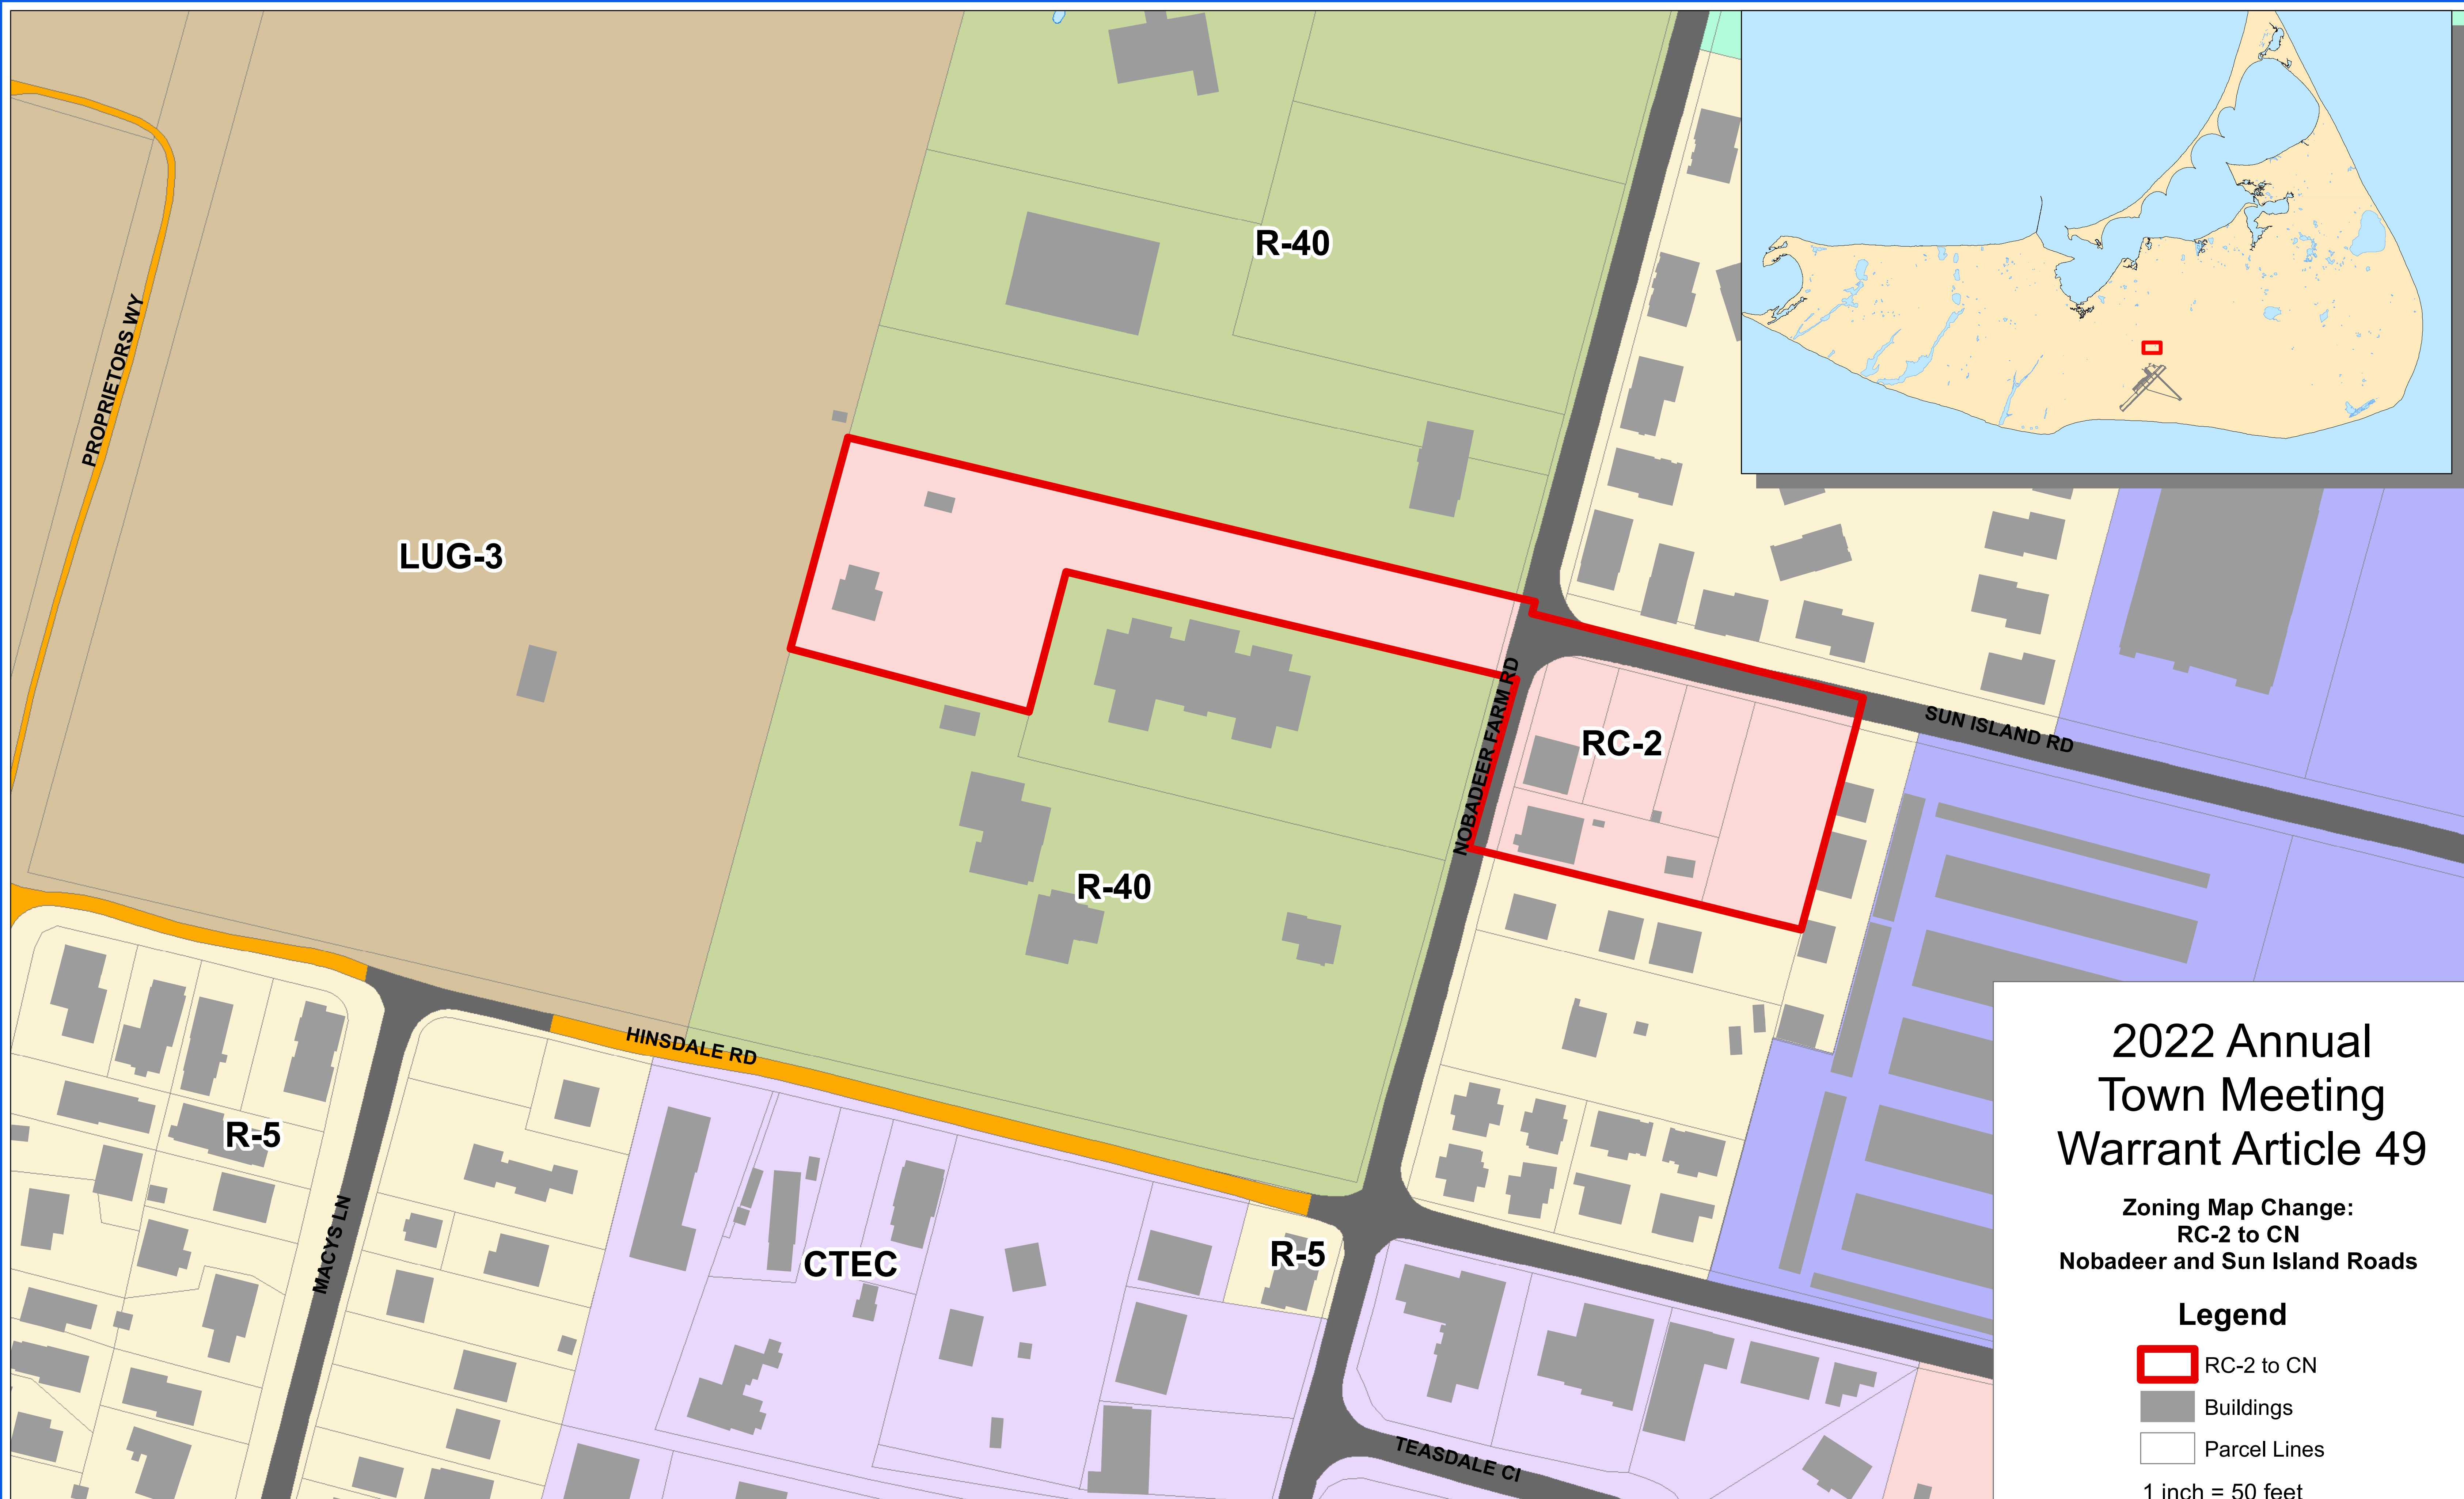 R-40
PROPRIETORS WY
LUG-3
NOBADEER FARM RD
RC-2
SUN ISLAND RD
R-40
HINSDALE RD
R-5
MACYS LN
CTEC
R-5
TEASDALE CI
2022 Annual
Town Meeting
Warrant Article 49
Zoning Map Change:
RC-2 to CN
Nobadeer and Sun Island Roads
Legend
RC-2 to CN
Buildings
Parcel Lines
1 inch = 50 feet